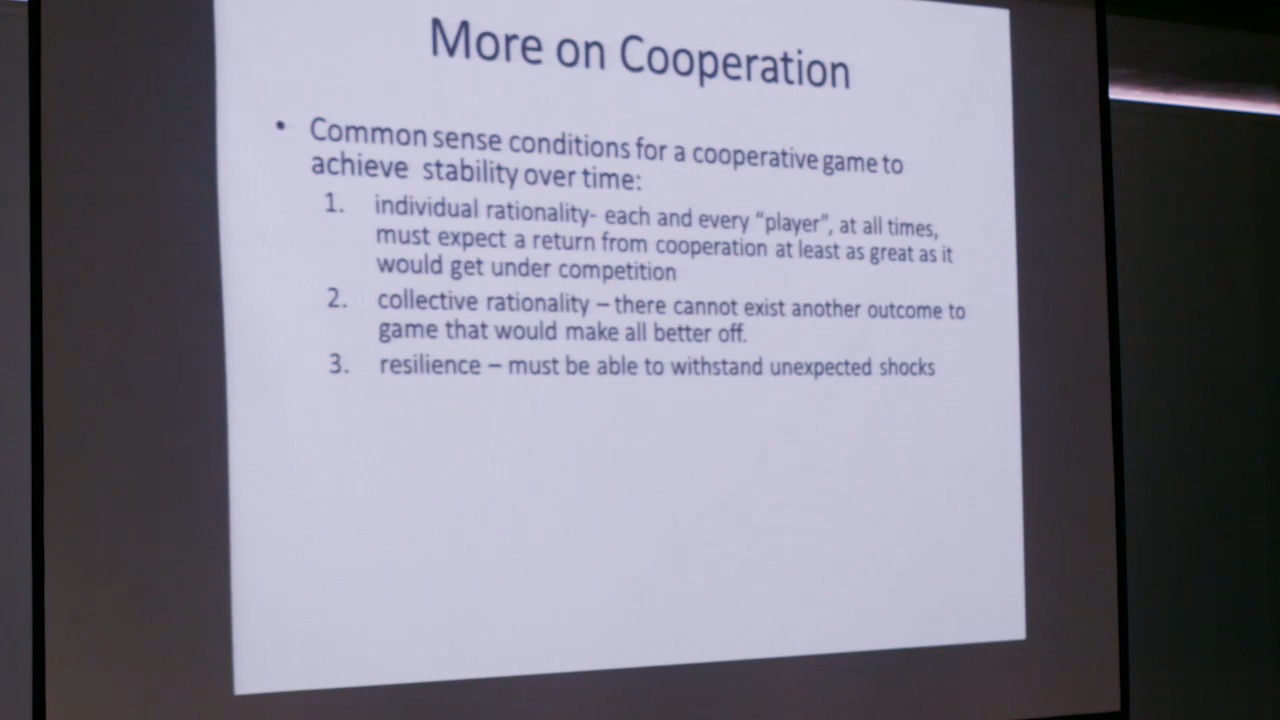 More on Cooperation
• Common sense conditions for a cooperative game to
achieve stability over time:
1. individual rationality- each and every “player”, at all times,
must expect a return from cooperation at least as great as it
would get under competition
2. collective rationality – there cannot exist another outcome to
game that would make all better off.
3. resilience – must be able to withstand unexpected shocks